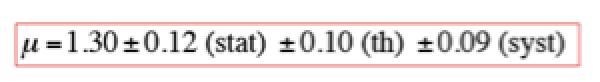 μ = 1.30 ± 0.12 (stat) ± 0.10 (th) ± 0.09 (syst)